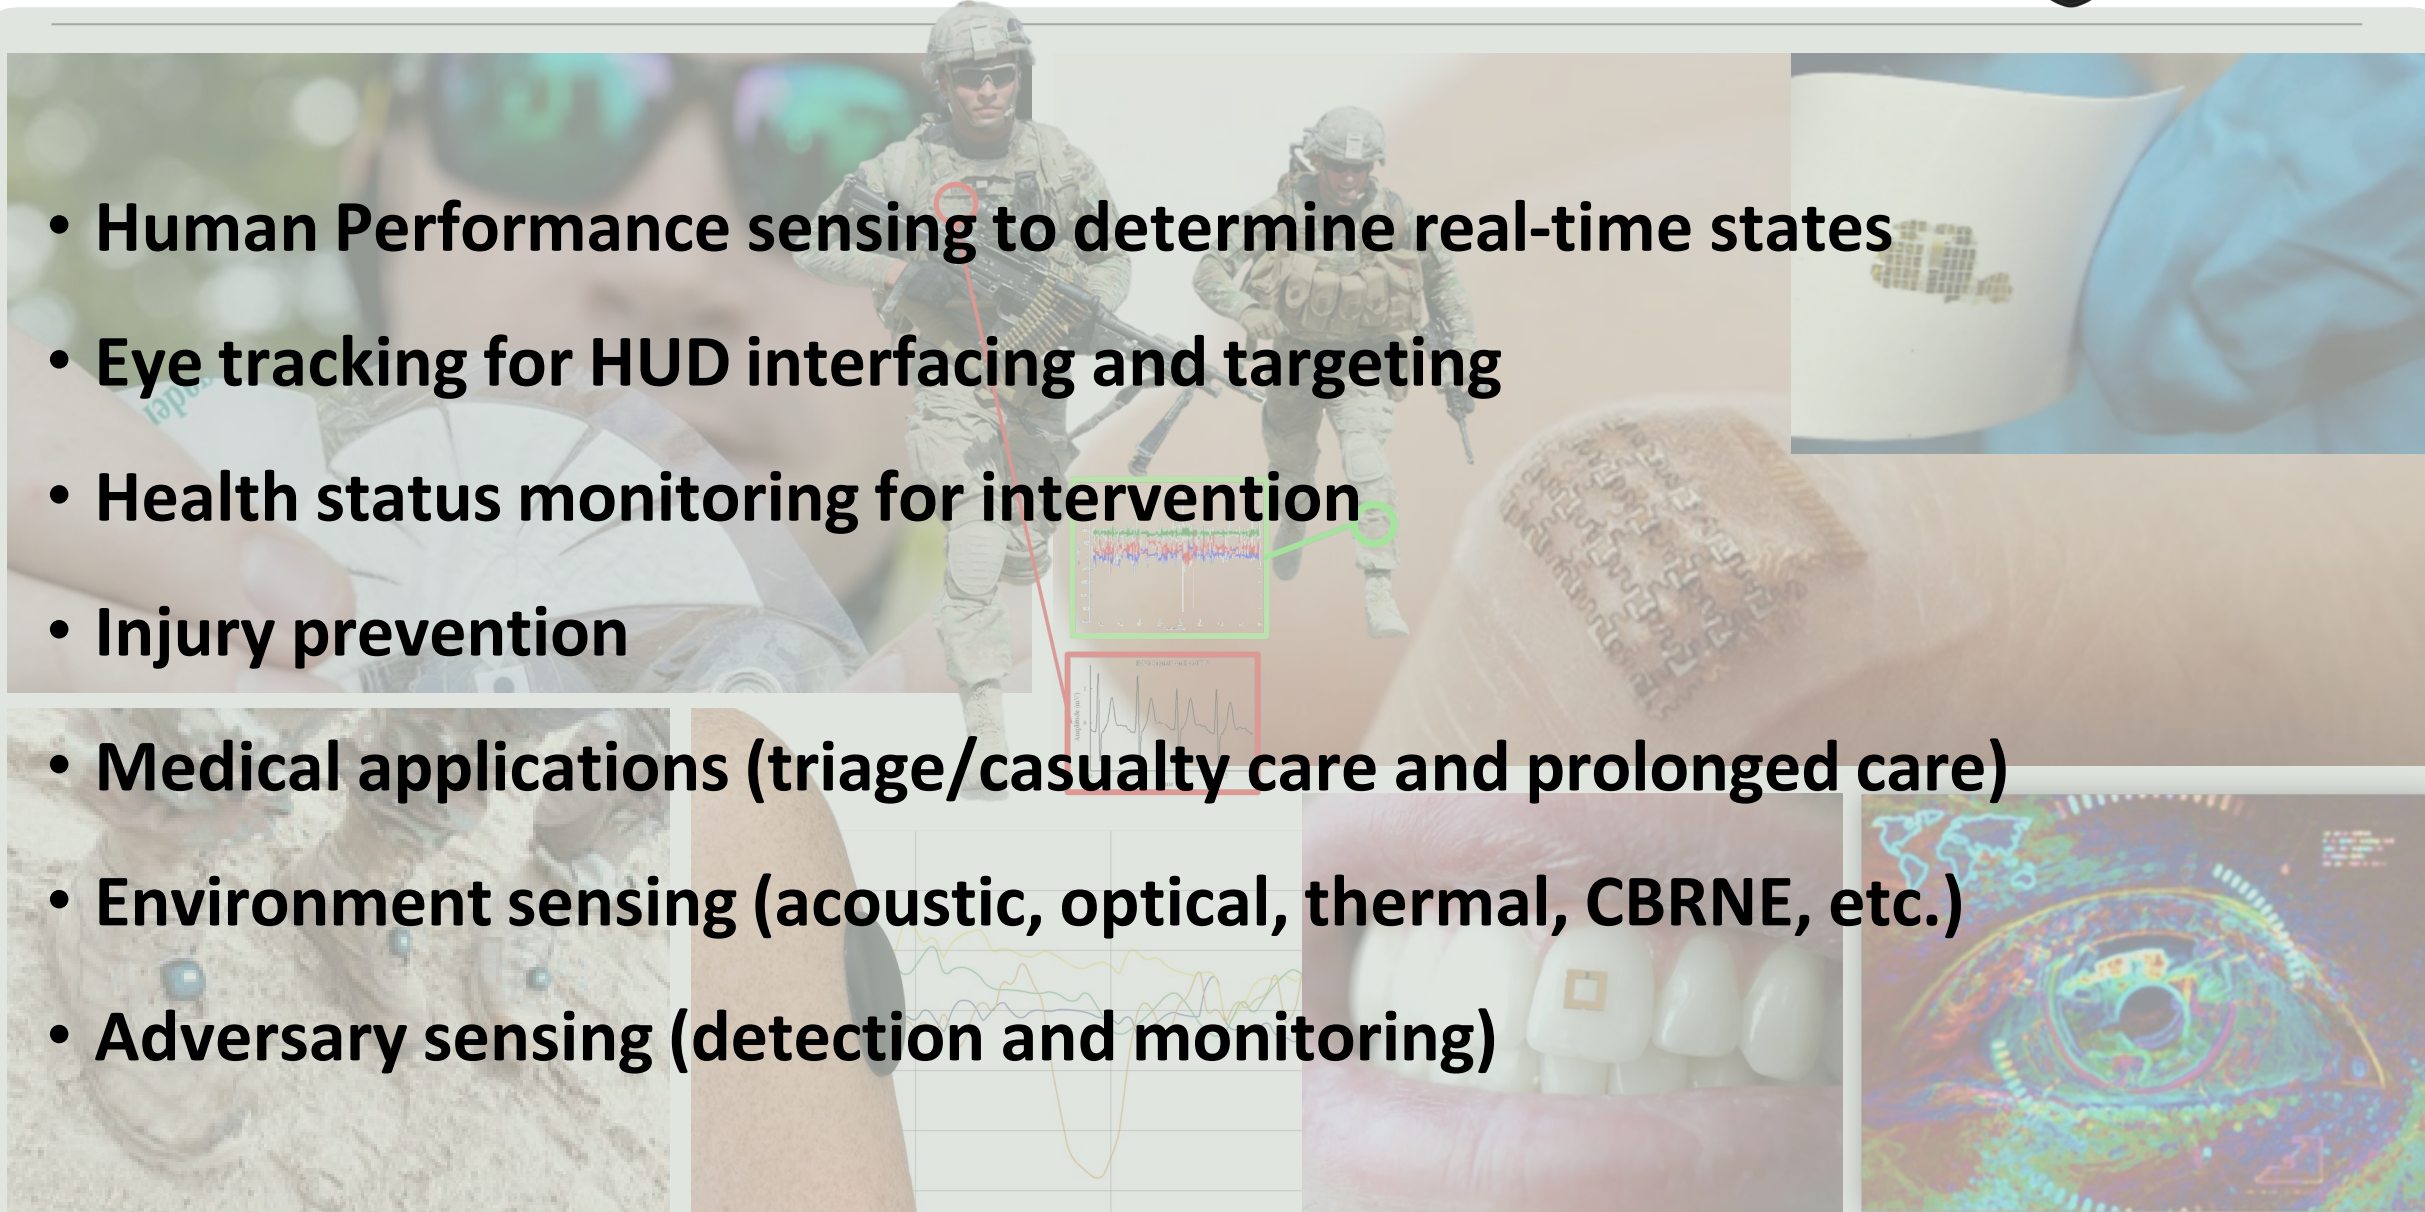 • Human Performance sensing to determine real-time states
• Eye tracking for HUD interfacing and targeting
• Health status monitoring for intervention
• Injury prevention
• Medical applications (triage/casualty care and prolonged care)
• Environment sensing (acoustic, optical, thermal, CBRNE, etc.)
• Adversary sensing (detection and monitoring)